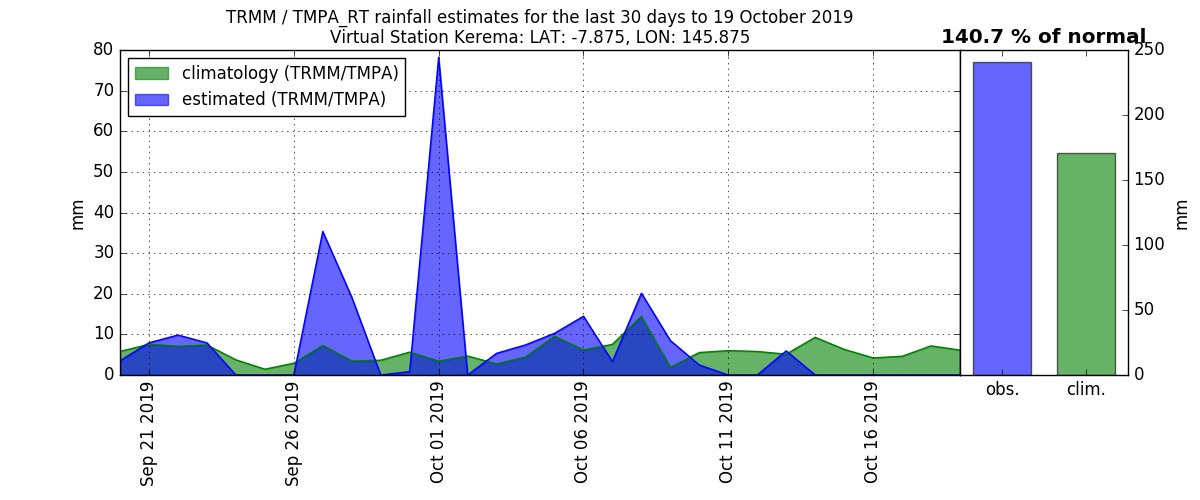 TRMM / TMPA_RT rainfall estimates for the last 30 days to 19 October 2019
Virtual Station Kerema: LAT: -7.875, LON: 145.875
140.7 % of normal
climatology (TRMM/TMPA)
estimated (TRMM/TMPA)
80
70
60
50
40
30
20
10
0
mm
Sep 21 2019
Sep 26 2019
Oct 01 2019
Oct 06 2019
Oct 11 2019
Oct 16 2019
250
200
150
100
50
0
mm
obs.
clim.